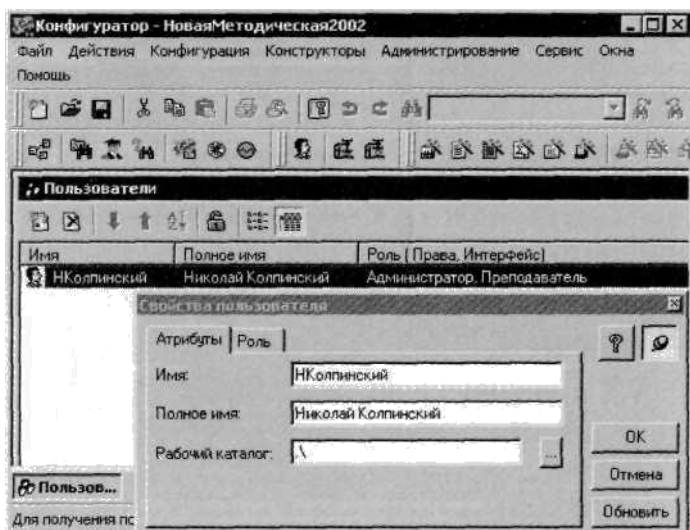 Конфигуратор - НоваяМетодическая2002
Файл Действия Конфигурация Конструкторы Администрирование Сервис Окна
Помощь
Пользователи
Имя Полное имя Роль ( Права, Интерфейс)
НКолпинский Николай Колпинский Администратор, Преподаватель
Свойства пользователя
Атрибуты Роль
Имя: НКолпинский
Полное имя: Николай Колпинский
Рабочий каталог: .\ ...
OK
Отмена
Обновить
Пользов...
Для получения пс